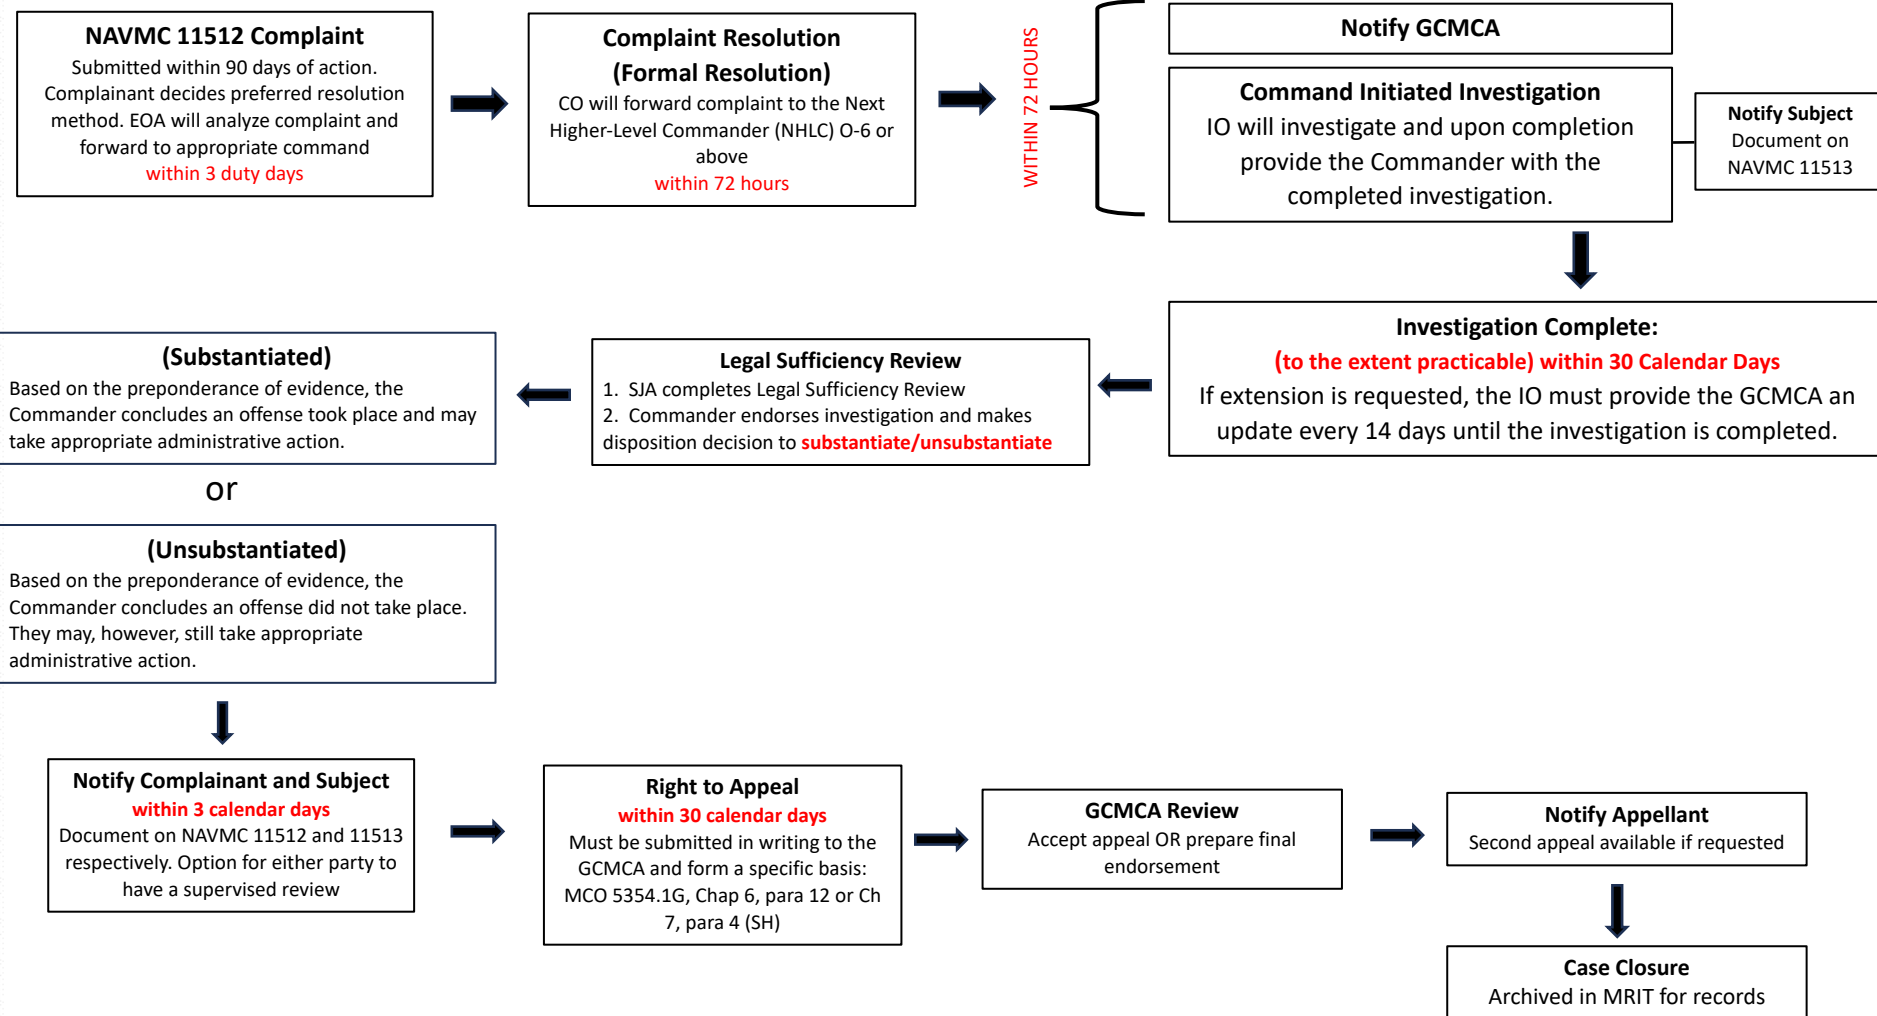 NAVMC 11512 Complaint
Submitted within 90 days of action.
Complainant decides preferred resolution
method. EOA will analyze complaint and
forward to appropriate command
within 3 duty days
Complaint Resolution
(Formal Resolution)
CO will forward complaint to the Next
Higher-Level Commander (NHLC) O-6 or
above
within 72 hours
WITHIN 72 HOURS
Notify GCMCA
Command Initiated Investigation
IO will investigate and upon completion
provide the Commander with the
completed investigation.
Notify Subject
Document on
NAVMC 11513
Investigation Complete:
(to the extent practicable) within 30 Calendar Days
If extension is requested, the IO must provide the GCMCA an
update every 14 days until the investigation is completed.
Legal Sufficiency Review
1. SJA completes Legal Sufficiency Review
2. Commander endorses investigation and makes
disposition decision to substantiate/unsubstantiate
(Substantiated)
Based on the preponderance of evidence, the
Commander concludes an offense took place and may
take appropriate administrative action.
or
(Unsubstantiated)
Based on the preponderance of evidence, the
Commander concludes an offense did not take place.
They may, however, still take appropriate
administrative action.
Notify Complainant and Subject
within 3 calendar days
Document on NAVMC 11512 and 11513
respectively. Option for either party to
have a supervised review
Right to Appeal
within 30 calendar days
Must be submitted in writing to the
GCMCA and form a specific basis:
MCO 5354.1G, Chap 6, para 12 or Ch
7, para 4 (SH)
GCMCA Review
Accept appeal OR prepare final
endorsement
Notify Appellant
Second appeal available if requested
Case Closure
Archived in MRIT for records